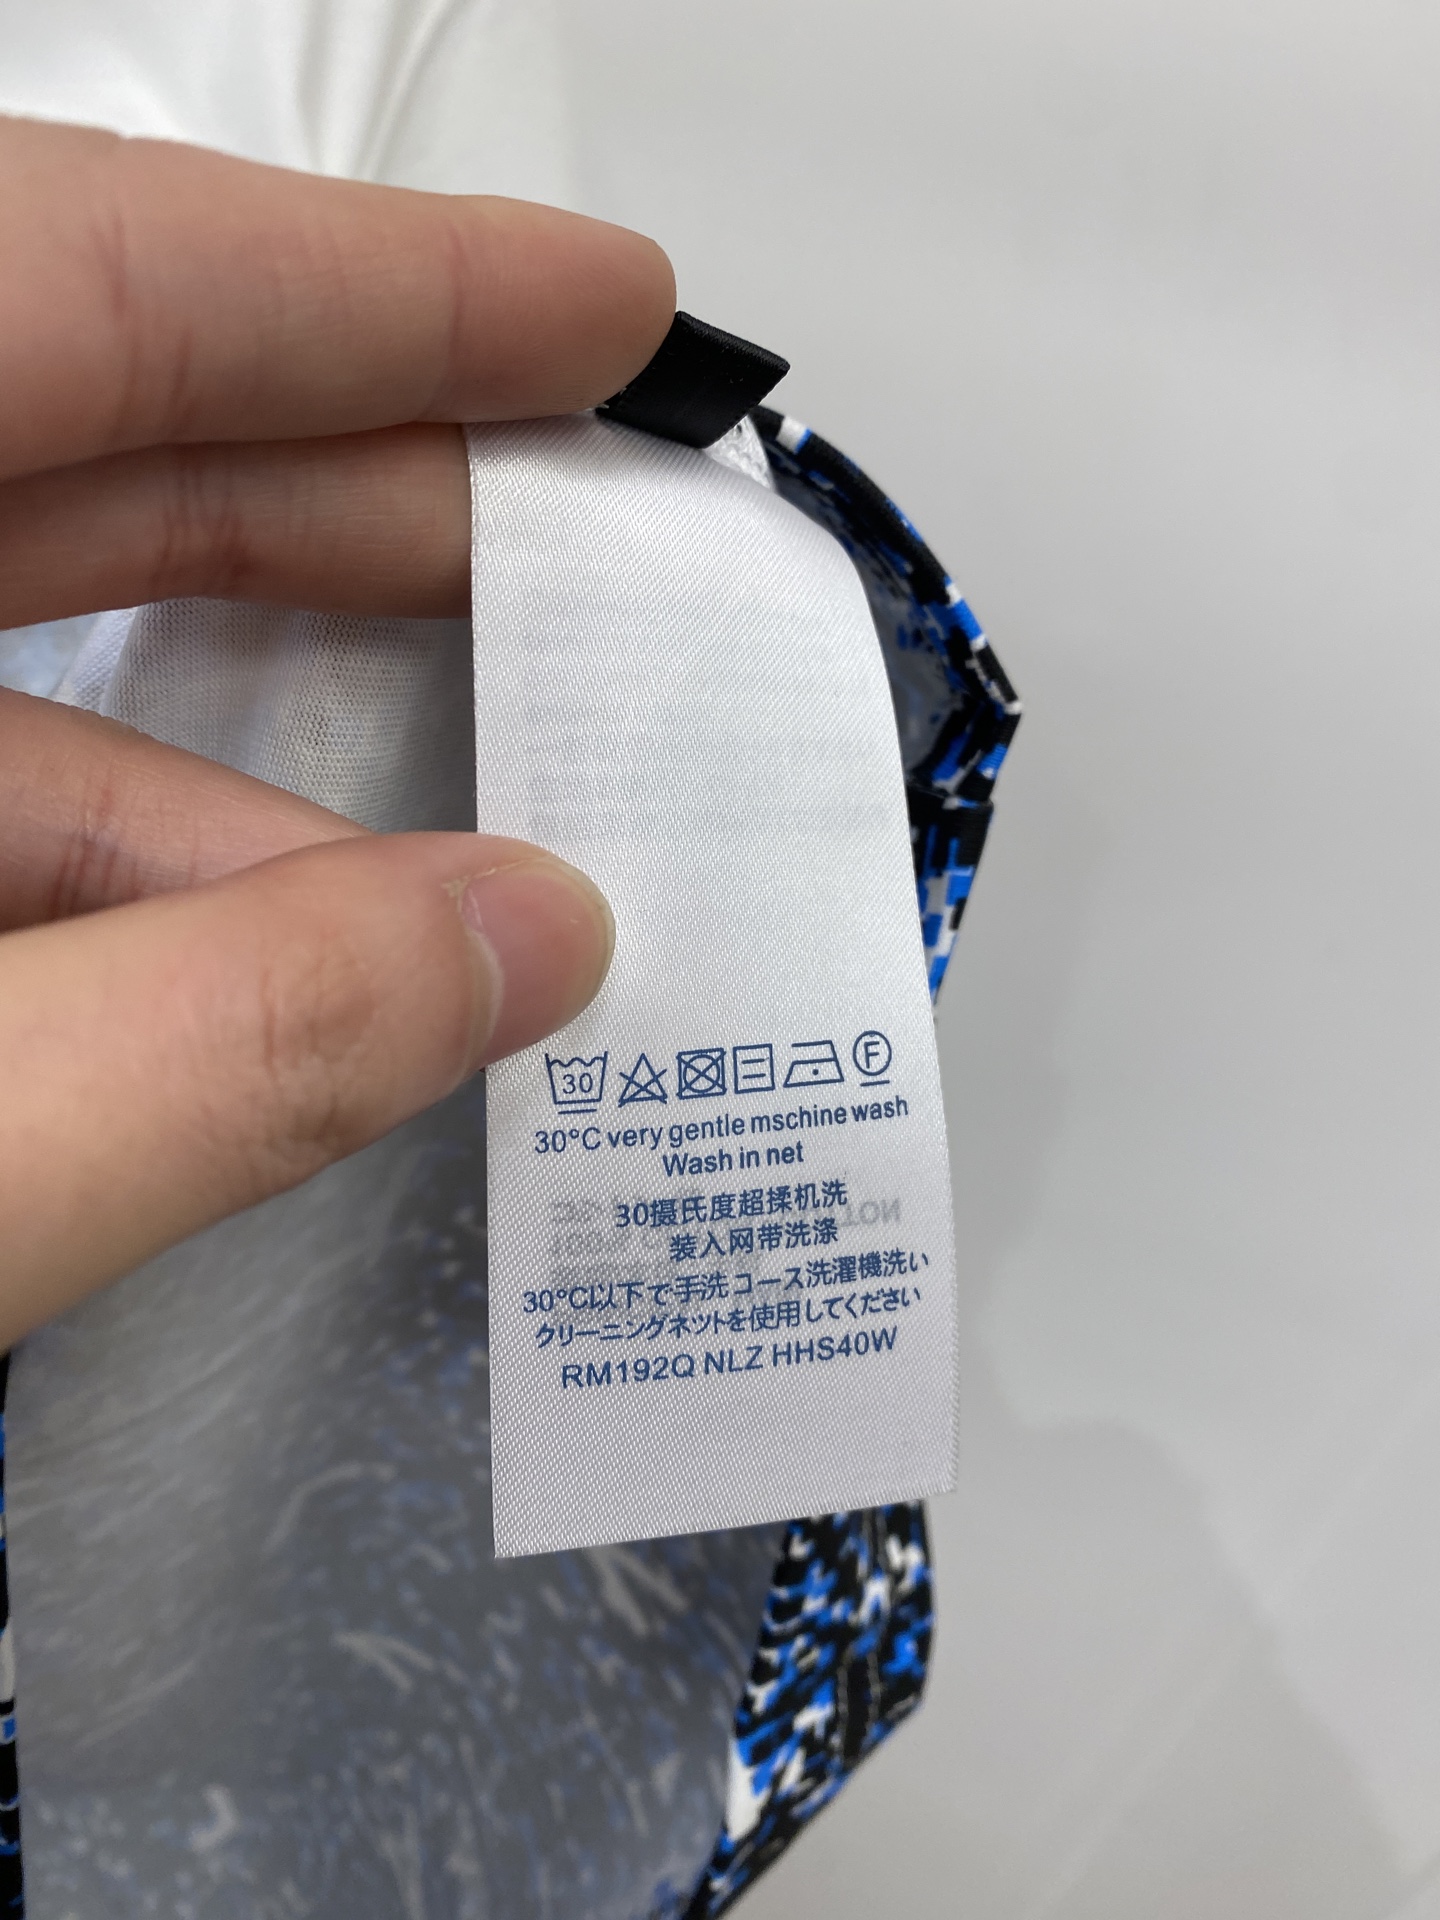 30
F
30°C very gentle mschine wash
Wash in net
30摄氏度超揉机洗
装入网带洗涤
30°C以下で手洗コース洗濯機洗い
クリーニングネツトを使用してください
RM192Q NLZ HHS40W